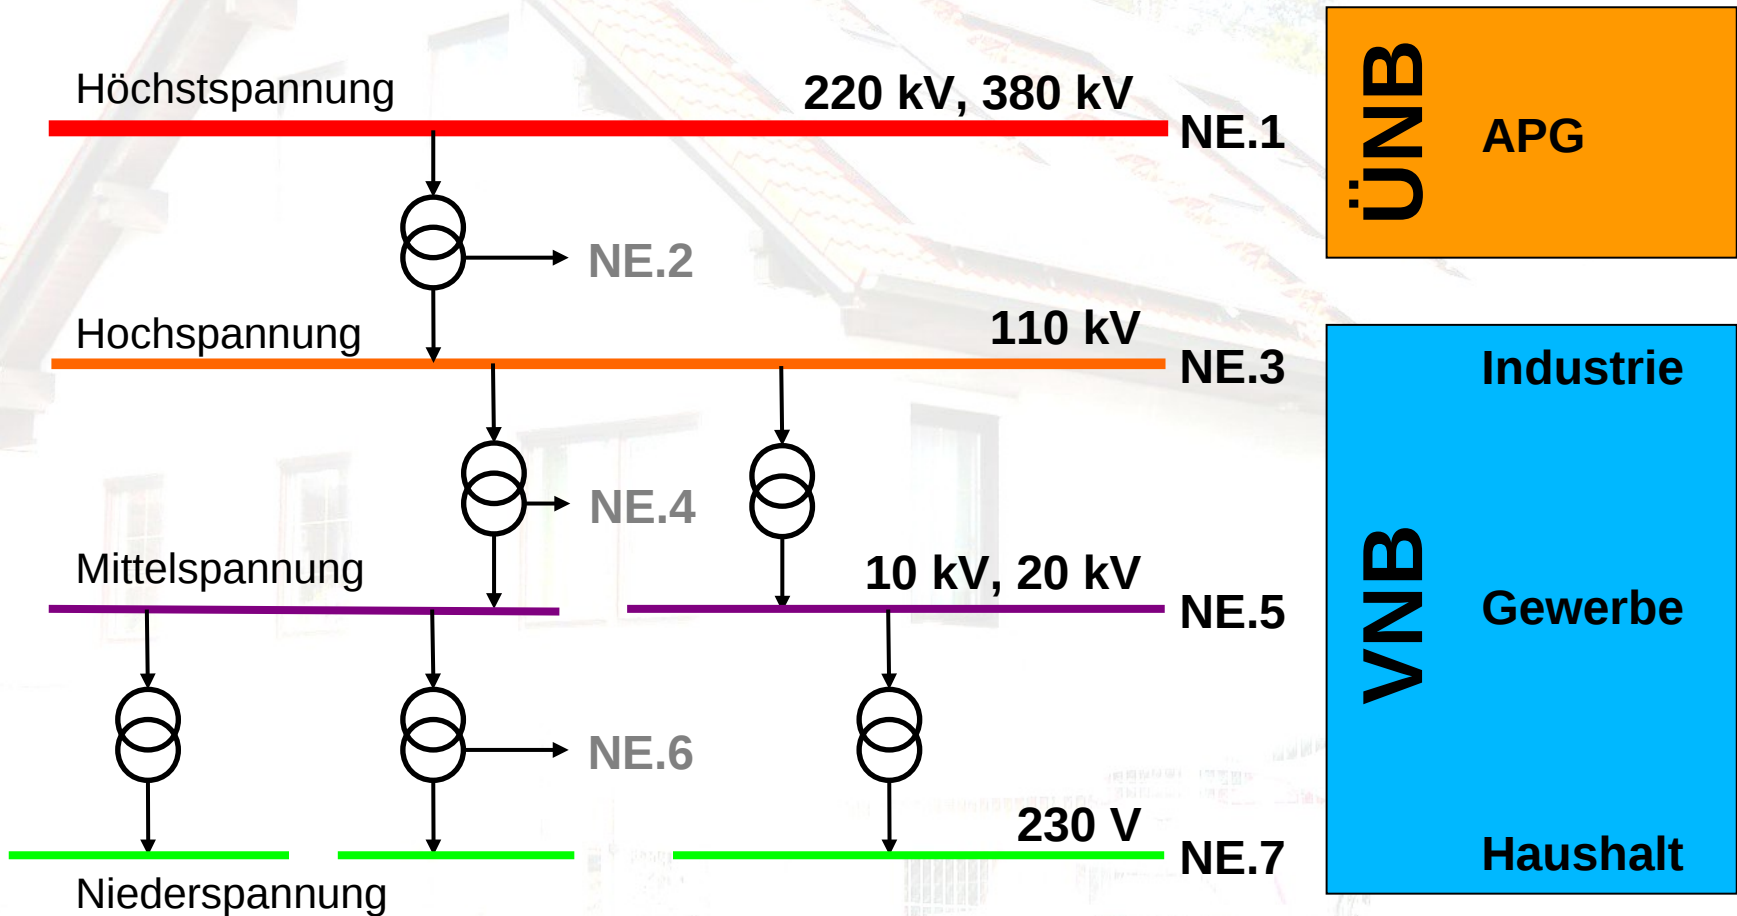 Höchstspannung
220 kV, 380 kV
NE.1
ÜNB
APG
NE.2
Hochspannung
110 kV
NE.3
Industrie
NE.4
Mittelspannung
10 kV, 20 kV
NE.5
VNB
Gewerbe
NE.6
230 V
NE.7
Haushalt
Niederspannung